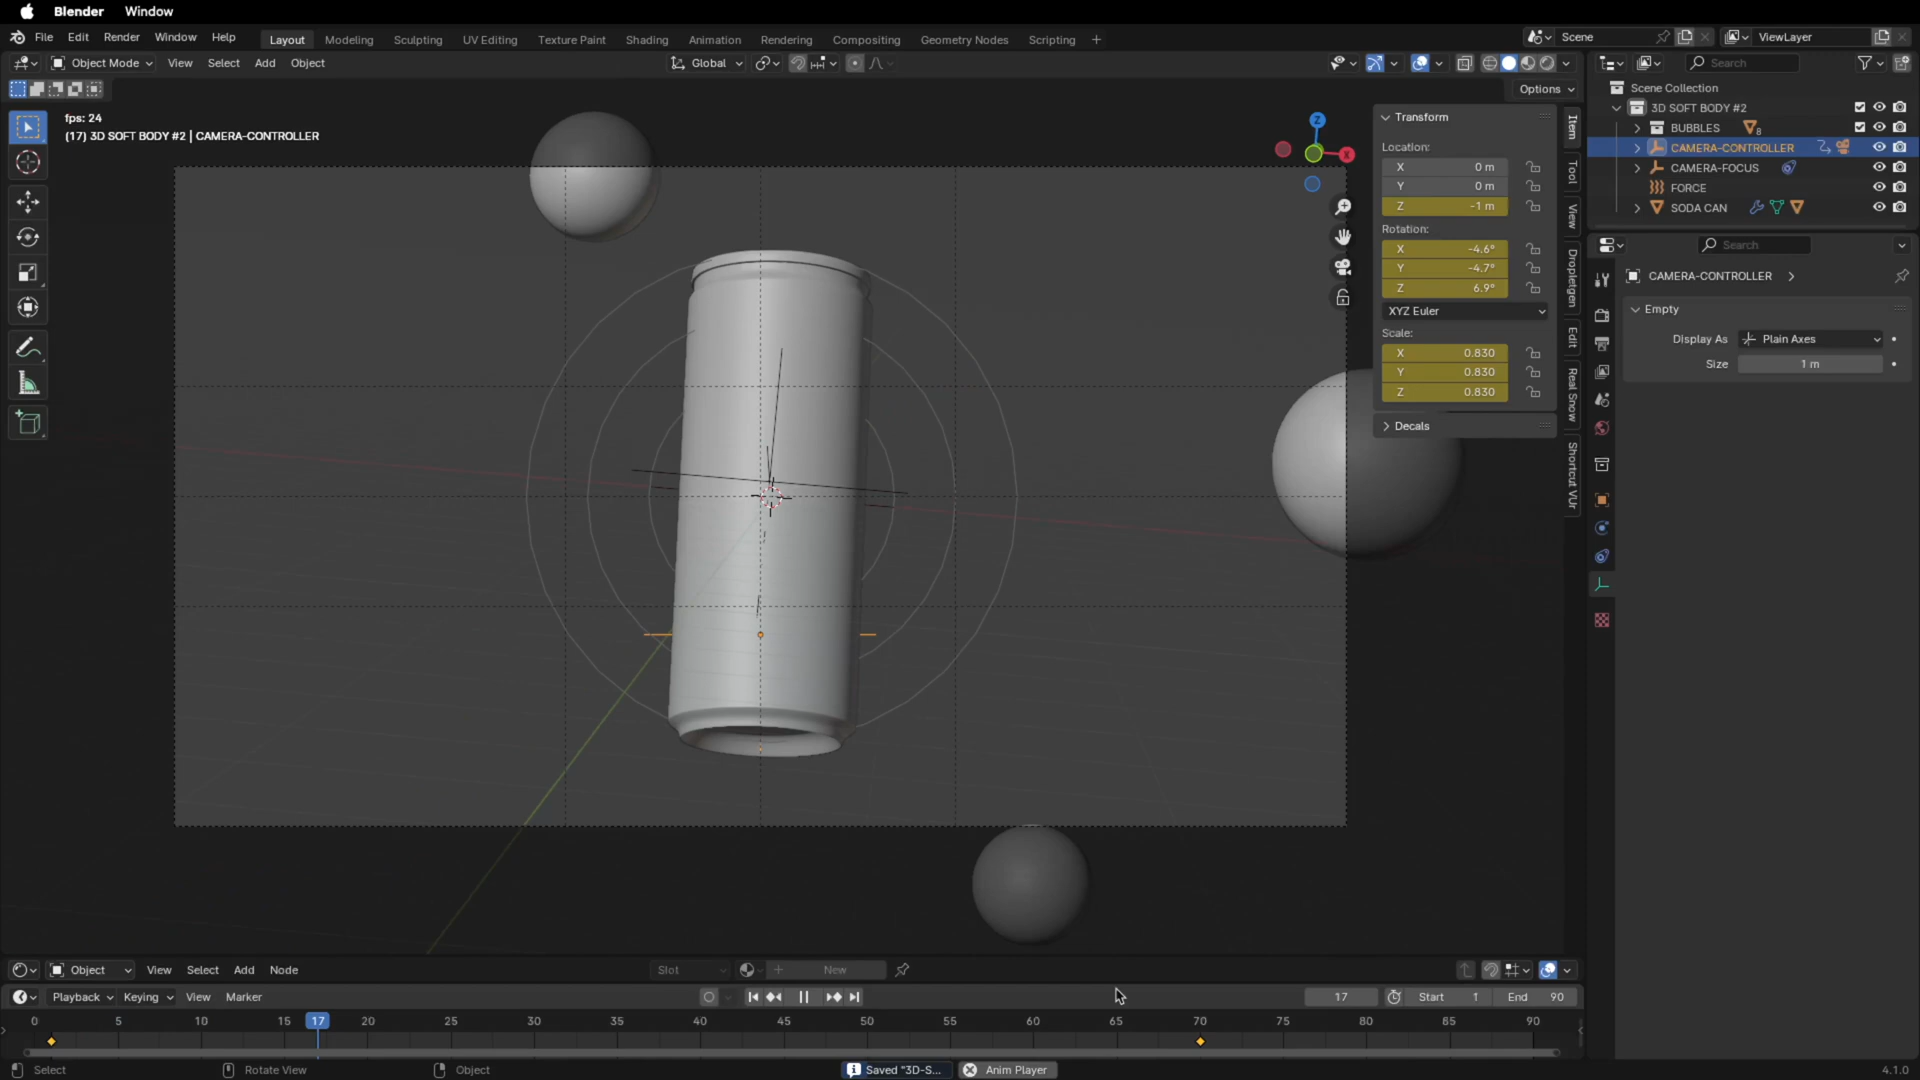 Blender Window
File Edit Render Window Help Layout Modeling Sculpting UV Editing Texture Paint Shading Animation Rendering Compositing Geometry Nodes Scripting + Scene ViewLayer
Object Mode View Select Add Object Global Search
Options
fps: 24
(17) 3D SOFT BODY #2 | CAMERA-CONTROLLER
Z
X
Transform
Location:
X 0 m
Y 0 m
Z -1 m
Rotation:
X -4.6°
Y -4.7°
Z 6.9°
XYZ Euler
Scale:
X 0.830
Y 0.830
Z 0.830
Decals
Item
Tool
View
Dropletgen
Edit
Real Snow
Shortcut VUr
Scene Collection
3D SOFT BODY #2
BUBBLES 8
CAMERA-CONTROLLER
CAMERA-FOCUS
FORCE
SODA CAN
Search
CAMERA-CONTROLLER
Empty
Display As Plain Axes
Size 1 m
Object View Select Add Node Slot New
Playback Keying View Marker 17 Start 1 End 90
0 5 10 15 17 20 25 30 35 40 45 50 55 60 65 70 75 80 85 90
Select Rotate View Object Saved "3D-S... Anim Player 4.1.0